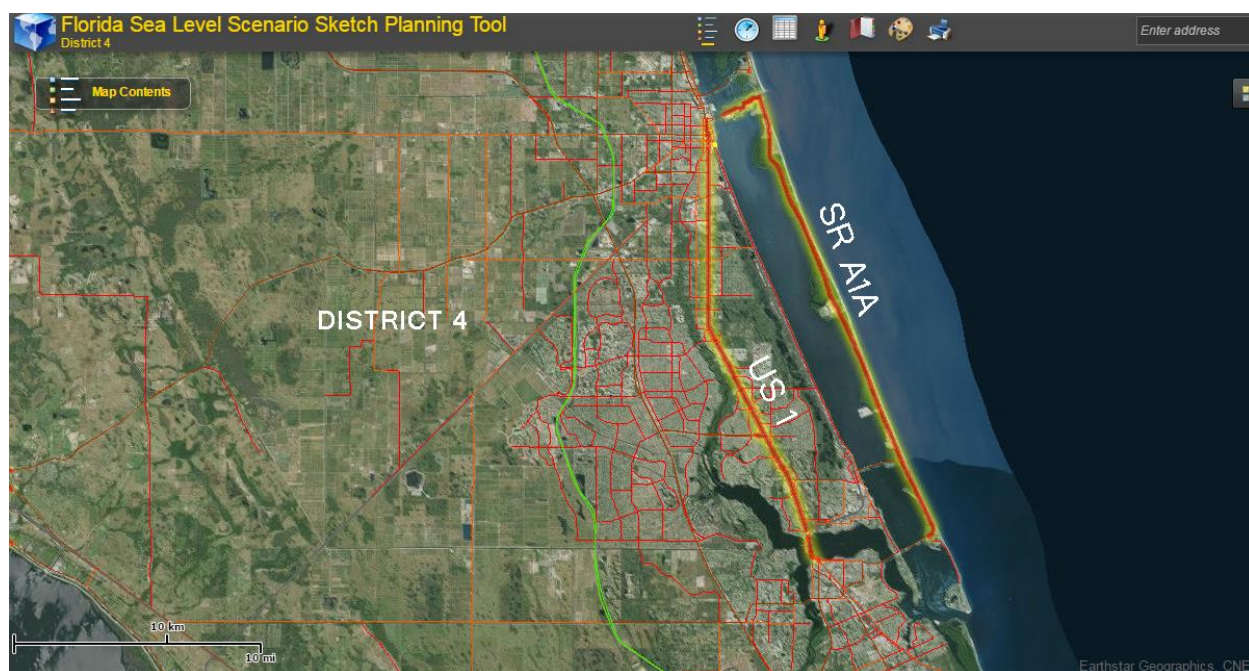 Florida Sea Level Scenario Sketch Planning Tool
District 4
Enter address
Map Contents
SR A1A
DISTRICT 4
US 1
10 km
10 mi
Earthstar Geographics, CNE